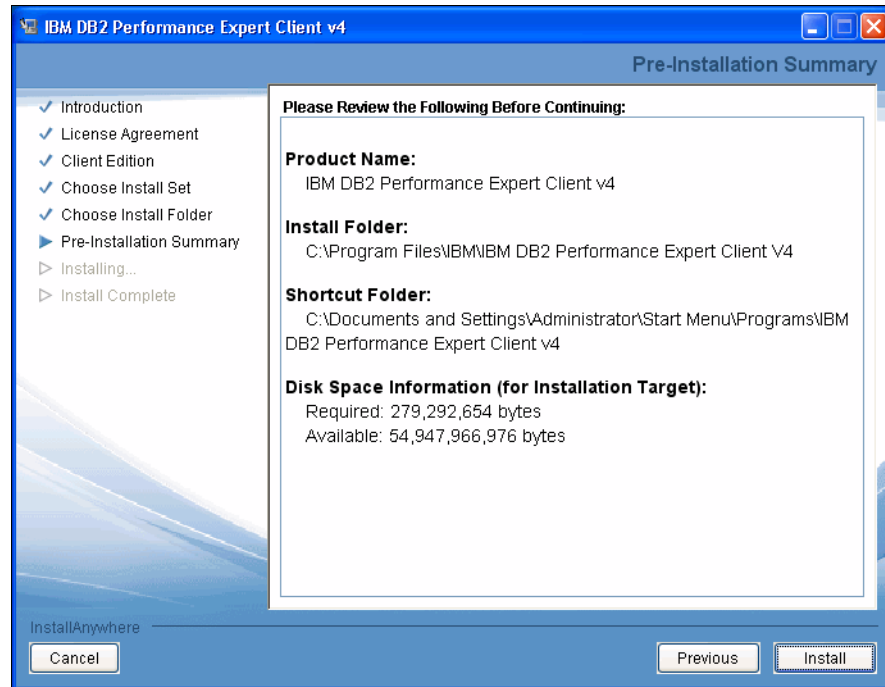 IBM DB2 Performance Expert Client v4
Pre-Installation Summary
Introduction
License Agreement
Client Edition
Choose Install Set
Choose Install Folder
Pre-Installation Summary
Installing...
Install Complete
Please Review the Following Before Continuing:
Product Name:
IBM DB2 Performance Expert Client v4
Install Folder:
C:\Program Files\IBM\IBM DB2 Performance Expert Client V4
Shortcut Folder:
C:\Documents and Settings\Administrator\Start Menu\Programs\IBM
DB2 Performance Expert Client v4
Disk Space Information (for Installation Target):
Required: 279,292,654 bytes
Available: 54,947,966,976 bytes
InstallAnywhere
Cancel
Previous
Install